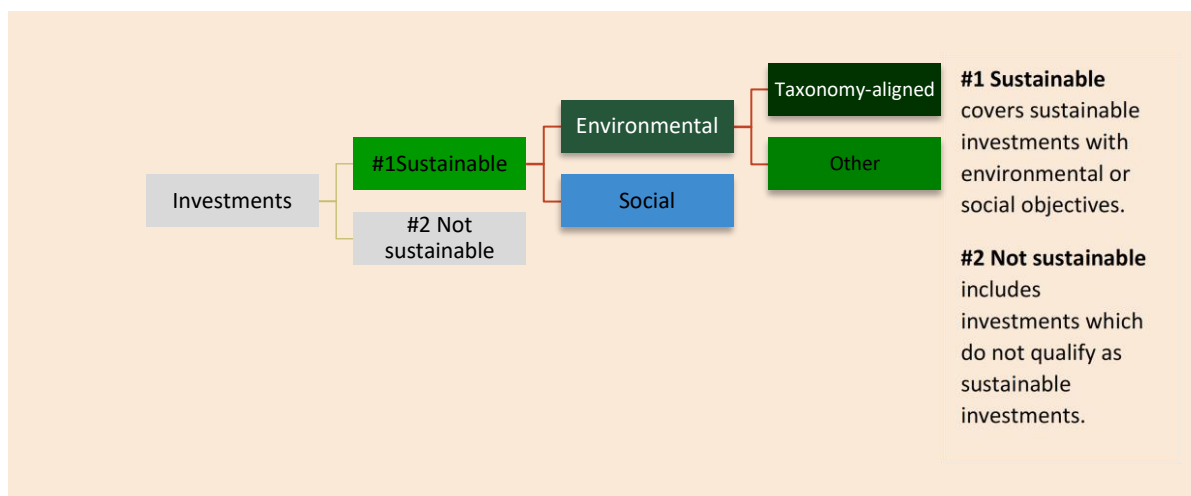 Investments
#1Sustainable
#2 Not
sustainable
Environmental
Social
Taxonomy-aligned
Other
#1 Sustainable
covers sustainable
investments with
environmental or
social objectives.
#2 Not sustainable
includes
investments which
do not qualify as
sustainable
investments.